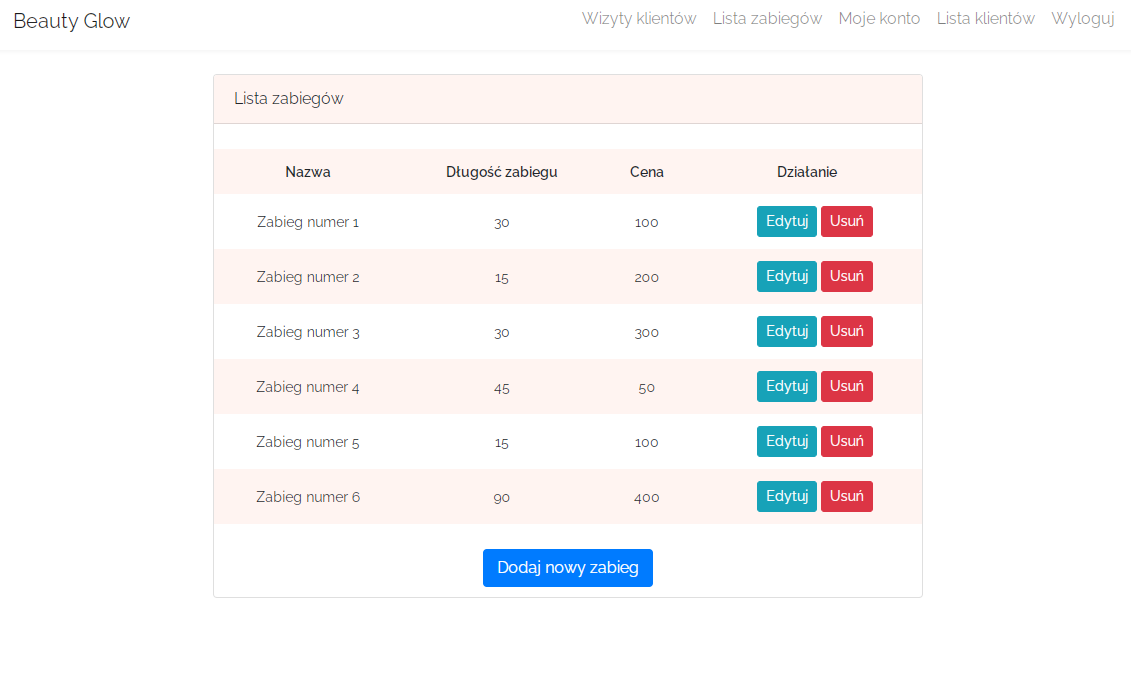 Beauty Glow Wizyty klientów Lista zabiegów Moje konto Lista klientów Wyloguj
Lista zabiegów
Nazwa Długość zabiegu Cena Działanie
Zabieg numer 1 30 100 Edytuj Usuń
Zabieg numer 2 15 200 Edytuj Usuń
Zabieg numer 3 30 300 Edytuj Usuń
Zabieg numer 4 45 50 Edytuj Usuń
Zabieg numer 5 15 100 Edytuj Usuń
Zabieg numer 6 90 400 Edytuj Usuń
Dodaj nowy zabieg